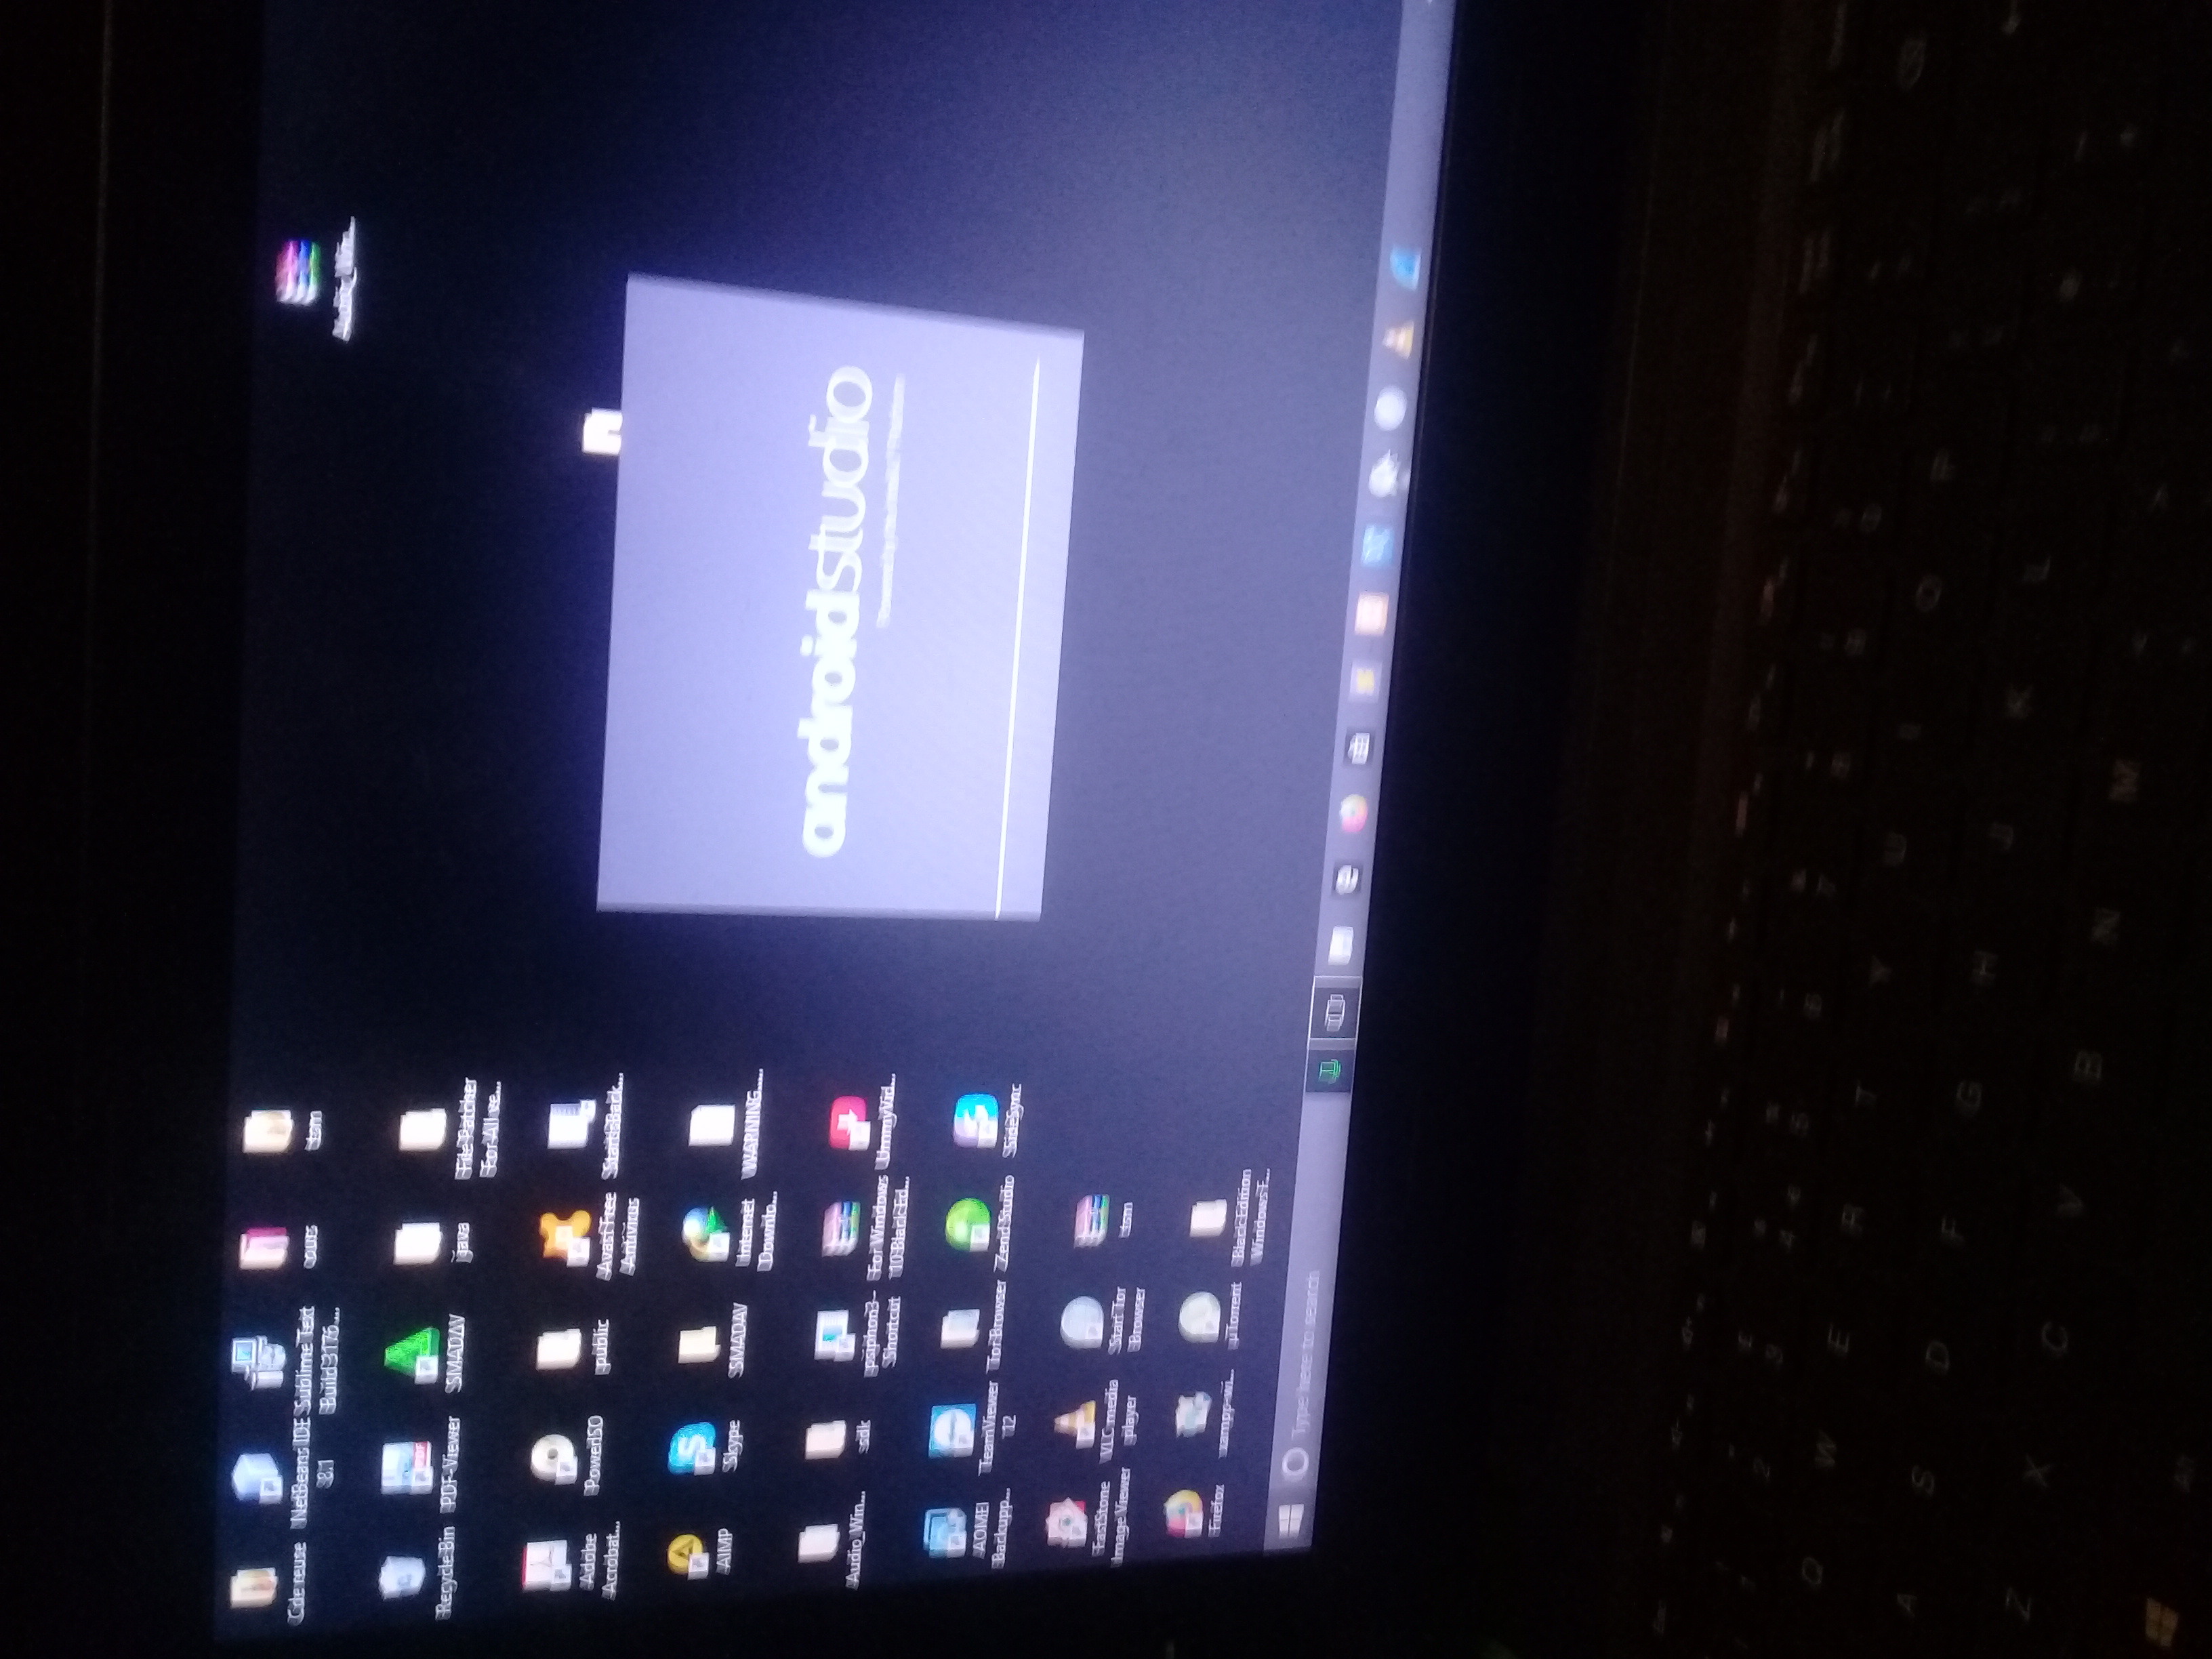 NetBeans IDE
8.1
Sublime Text
Build 3176....
cours
Recycle Bin
PDF-Viewer
SMADAV
java
File Patcher
For All ve...
Adobe
Acrobat...
PowerISO
public
Avast Free
Antivirus
AIMP
Skype
SMADAV
Internet
Downlo...
WARNING....
Audio_Win...
sdk
psiphon3 -
Shortcut
For Windows
10 Black Ed...
UmmyVid...
AOMEI
Backupp...
TeamViewer
12
Tor Browser
Zend Studio
SideSync
FastStone
Image Viewer
VLC media
player
Start Tor
Browser
Firefox
xampp-wi...
µTorrent
Black Edition
Windows T...
Audio_Win...
androidstudio
Type here to search
Q W E R T Y U I O P
A S D F G H J K L
Z X C V B N M
Alt